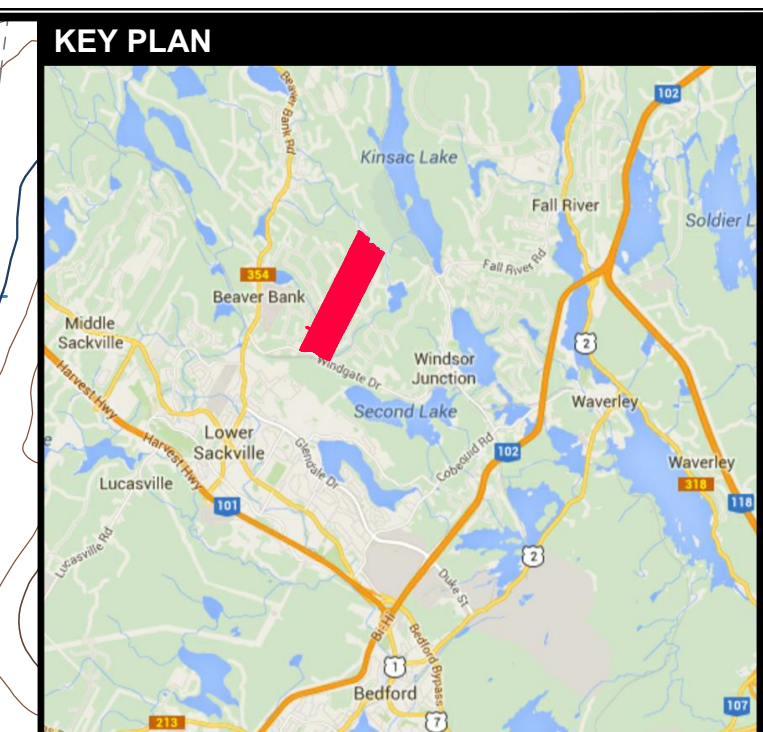 KEY PLAN
102
Beaver Bank Rd
Kinsac Lake
Fall River
Soldier L
Fall River Rd
354
Beaver Bank
Middle
Sackville
2
Windsor
Junction
Windgate Dr
Harvest Hwy
Waverley
Second Lake
Lower
Sackville
Harvest Hwy
Glendale Dr
Cobequid Rd
102
Waverley
318
Lucasville
101
118
Lucasville Rd
2
Duke St
Bi-Hi
Bedford Bypass
1
Bedford
107
213
7